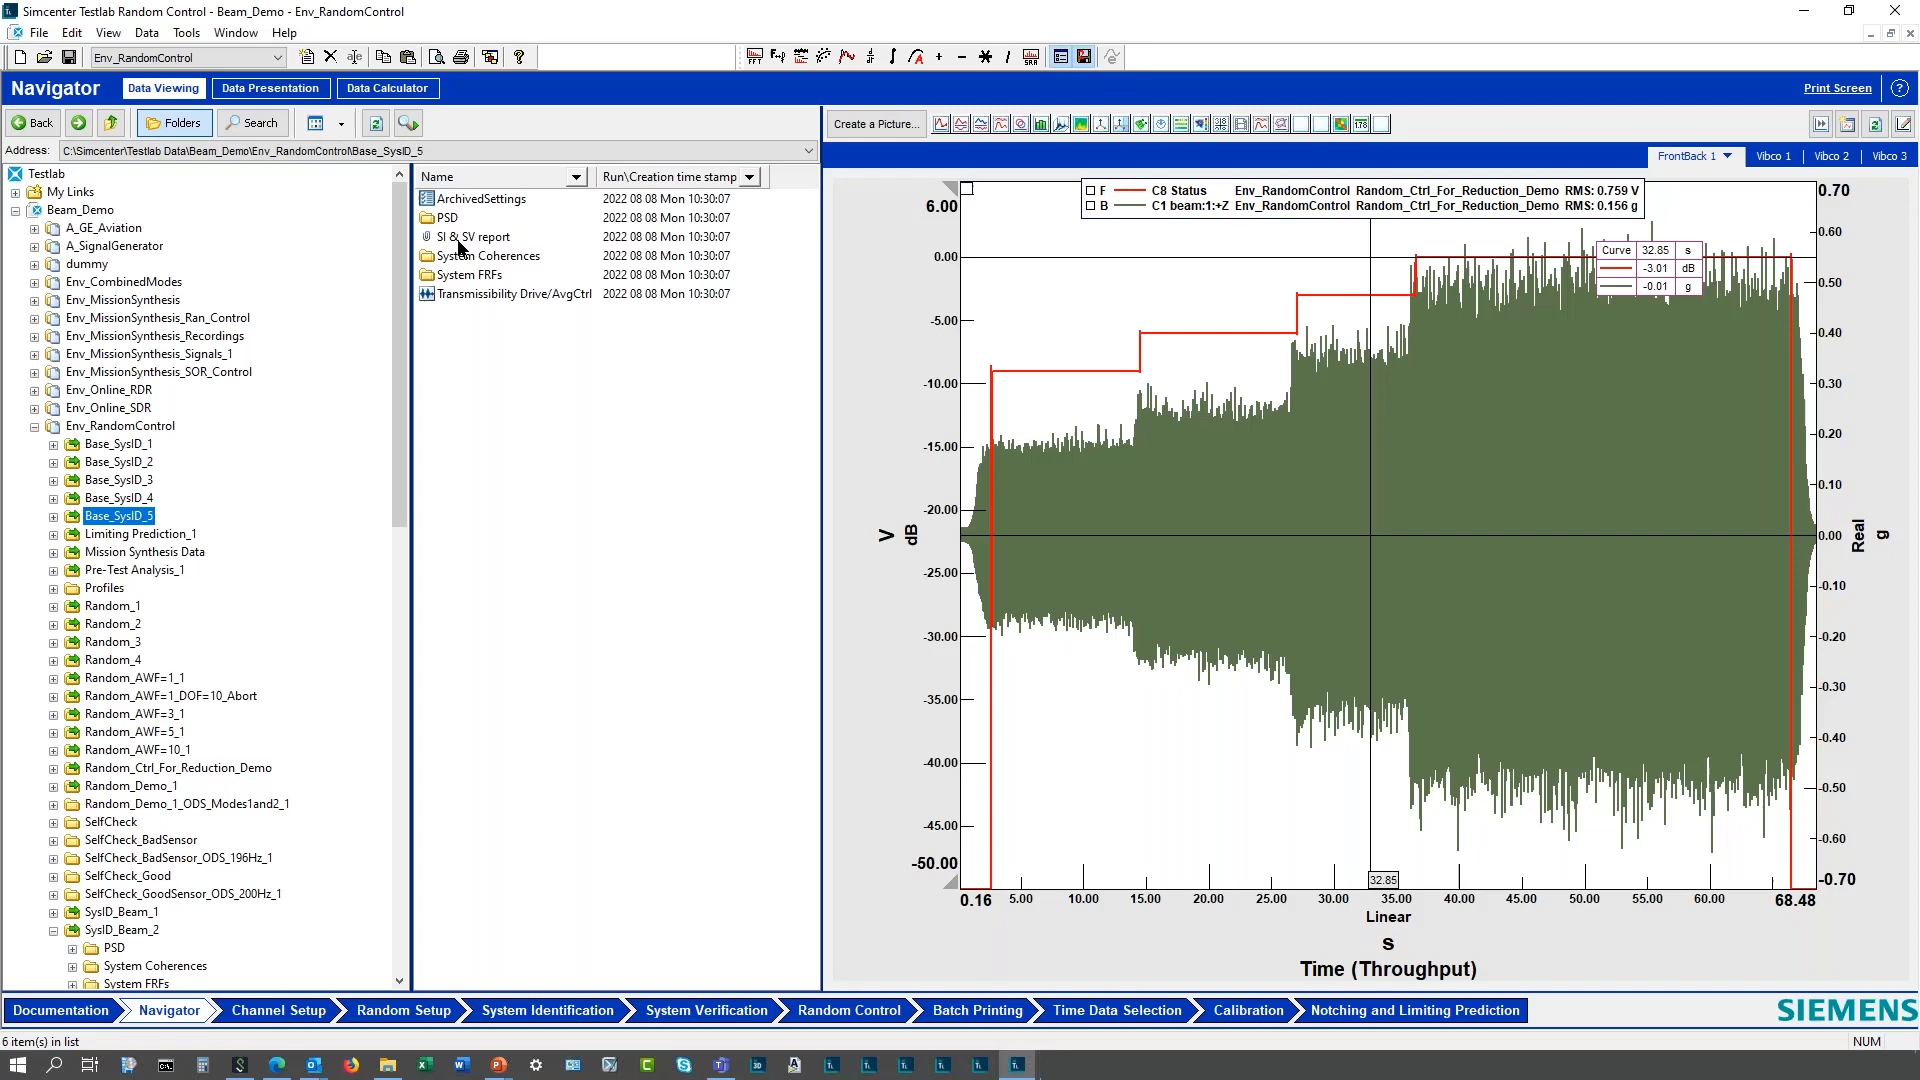 Simcenter Testlab Random Control - Beam_Demo - Env_RandomControl
File Edit View Data Tools Window Help
Env_RandomControl
Navigator Data Viewing Data Presentation Data Calculator Print Screen
Back Folders Search Create a Picture...
Address: C:\Simcenter\Testlab Data\Beam_Demo\Env_RandomControl\Base_SysID_5
FrontBack 1 Vibco 1 Vibco 2 Vibco 3
Testlab
My Links
Beam_Demo
A_GE_Aviation
A_SignalGenerator
dummy
Env_CombinedModes
Env_MissionSynthesis
Env_MissionSynthesis_Ran_Control
Env_MissionSynthesis_Recordings
Env_MissionSynthesis_Signals_1
Env_MissionSynthesis_SOR_Control
Env_Online_RDR
Env_Online_SDR
Env_RandomControl
Base_SysID_1
Base_SysID_2
Base_SysID_3
Base_SysID_4
Base_SysID_5
Limiting Prediction_1
Mission Synthesis Data
Pre-Test Analysis_1
Profiles
Random_1
Random_2
Random_3
Random_4
Random_AWF=1_1
Random_AWF=1_DOF=10_Abort
Random_AWF=3_1
Random_AWF=5_1
Random_AWF=10_1
Random_Ctrl_For_Reduction_Demo
Random_Demo_1
Random_Demo_1_ODS_Modes1and2_1
SelfCheck
SelfCheck_BadSensor
SelfCheck_BadSensor_ODS_196Hz_1
SelfCheck_Good
SelfCheck_GoodSensor_ODS_200Hz_1
SysID_Beam_1
SysID_Beam_2
PSD
System Coherences
System FRFs
Name Run\Creation time stamp
ArchivedSettings 2022 08 08 Mon 10:30:07
PSD 2022 08 08 Mon 10:30:07
SI & SV report 2022 08 08 Mon 10:30:07
System Coherences 2022 08 08 Mon 10:30:07
System FRFs 2022 08 08 Mon 10:30:07
Transmissibility Drive/AvgCtrl 2022 08 08 Mon 10:30:07
F C8 Status Env_RandomControl Random_Ctrl_For_Reduction_Demo RMS: 0.759 V
B C1 beam:1:+Z Env_RandomControl Random_Ctrl_For_Reduction_Demo RMS: 0.156 g
Curve 32.85 s
-3.01 dB
-0.01 g
6.00
0.00
-5.00
-10.00
-15.00
-20.00
-25.00
-30.00
-35.00
-40.00
-45.00
-50.00
V
dB
0.70
0.60
0.50
0.40
0.30
0.20
0.10
0.00
-0.10
-0.20
-0.30
-0.40
-0.50
-0.60
-0.70
Real
g
32.85
0.16 5.00 10.00 15.00 20.00 25.00 30.00 35.00 40.00 45.00 50.00 55.00 60.00 68.48
Linear
s
Time (Throughput)
Documentation Navigator Channel Setup Random Setup System Identification System Verification Random Control Batch Printing Time Data Selection Calibration Notching and Limiting Prediction
SIEMENS
6 item(s) in list NUM